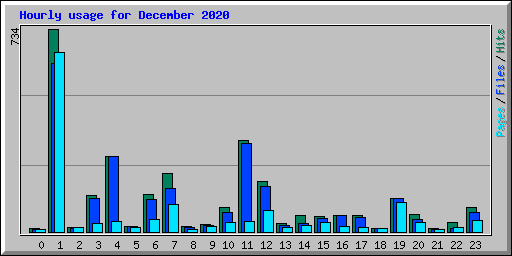 Hourly usage for December 2020
734
Pages/Files/Hits
0 1 2 3 4 5 6 7 8 9 10 11 12 13 14 15 16 17 18 19 20 21 22 23